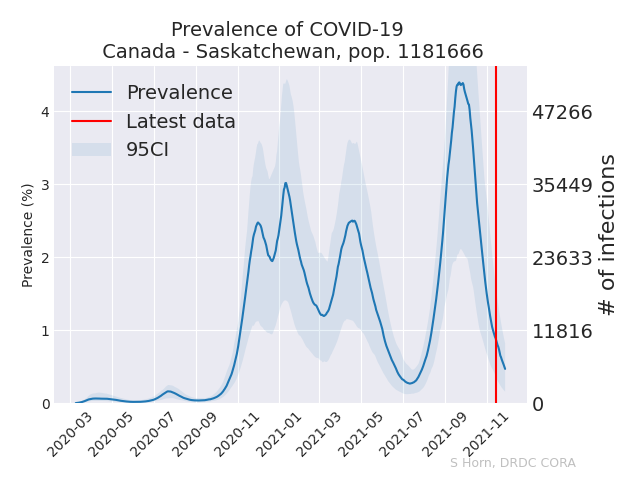 Prevalence of COVID-19
Canada - Saskatchewan, pop. 1181666
Prevalence
Latest data
95CI
Prevalence (%)
4
3
2
1
0
47266
35449
23633
11816
0
# of infections
2020-03
2020-05
2020-07
2020-09
2020-11
2021-01
2021-03
2021-05
2021-07
2021-09
2021-11
S Horn, DRDC CORA